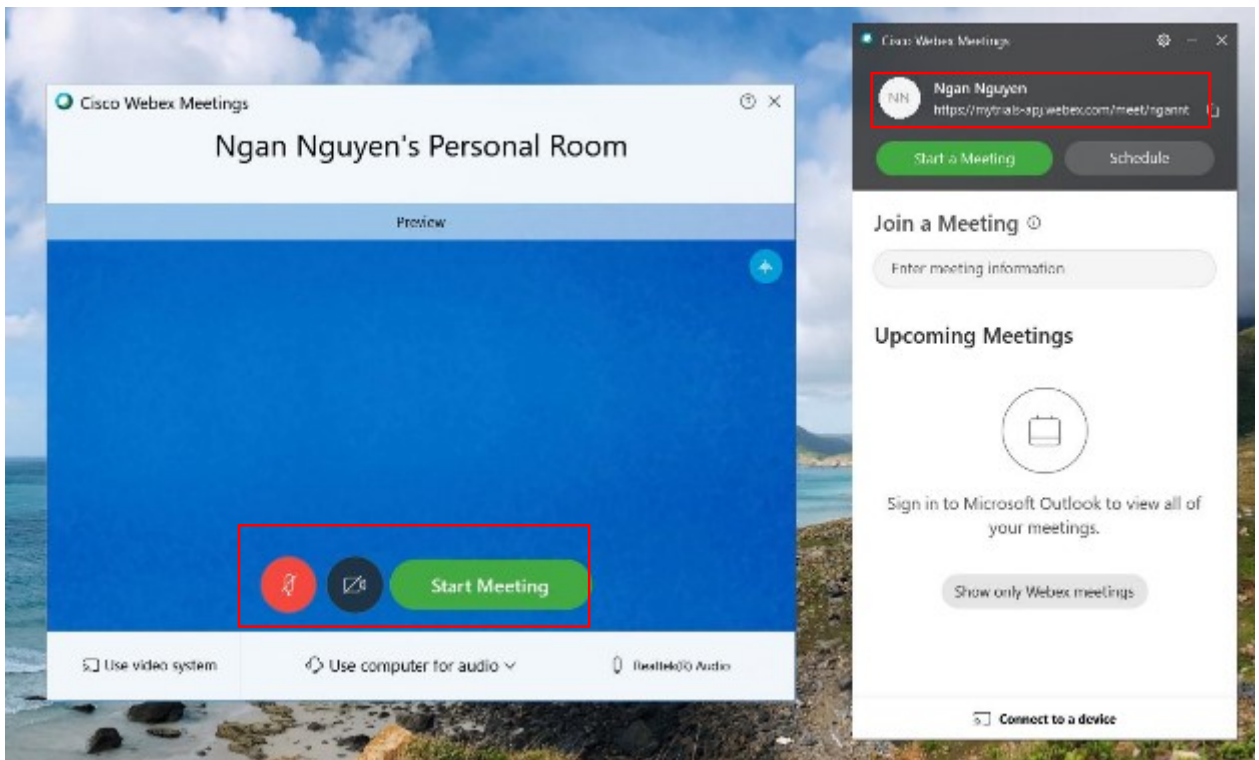 Cisco Webex Meetings
Ngan Nguyen's Personal Room
Preview
Start Meeting
Use video system
Use computer for audio
Realtek(R) Audio
Cisco Webex Meetings
NN
Ngan Nguyen
https://mytrials-apj.webex.com/meet/ngannt
Start a Meeting
Schedule
Join a Meeting
Enter meeting information
Upcoming Meetings
Sign in to Microsoft Outlook to view all of
your meetings.
Show only Webex meetings
Connect to a device